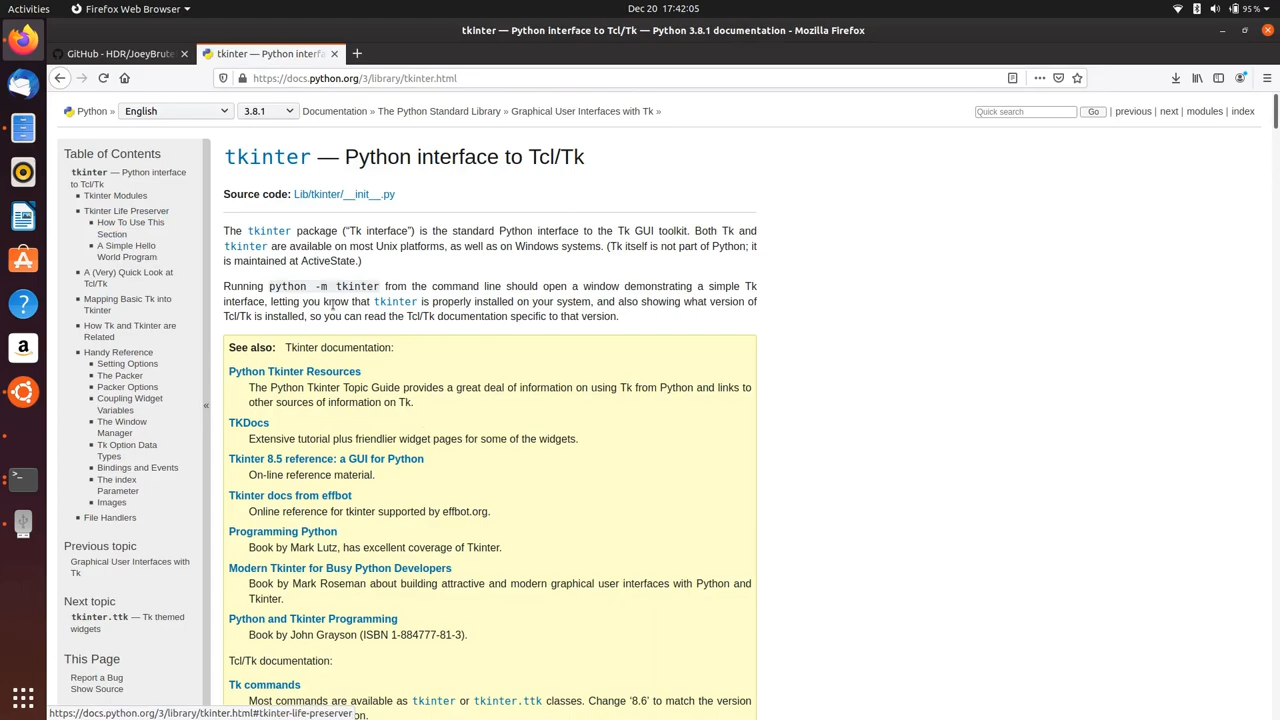 Activities
Firefox Web Browser
Dec 20 17:42:05
95 %
tkinter — Python interface to Tcl/Tk — Python 3.8.1 documentation - Mozilla Firefox
GitHub - HDR/JoeyBrute
tkinter — Python interfa
https://docs.python.org/3/library/tkinter.html
Python » English 3.8.1 Documentation » The Python Standard Library » Graphical User Interfaces with Tk »
Quick search Go | previous | next | modules | index
Table of Contents
tkinter — Python interface
to Tcl/Tk
Tkinter Modules
Tkinter Life Preserver
How To Use This
Section
A Simple Hello
World Program
A (Very) Quick Look at
Tcl/Tk
Mapping Basic Tk into
Tkinter
How Tk and Tkinter are
Related
Handy Reference
Setting Options
The Packer
Packer Options
Coupling Widget
Variables
The Window
Manager
Tk Option Data
Types
Bindings and Events
The index
Parameter
Images
File Handlers
Previous topic
Graphical User Interfaces with
Tk
Next topic
tkinter.ttk — Tk themed
widgets
This Page
Report a Bug
Show Source
«
tkinter — Python interface to Tcl/Tk
Source code: Lib/tkinter/__init__.py
The tkinter package (“Tk interface”) is the standard Python interface to the Tk GUI toolkit. Both Tk and
tkinter are available on most Unix platforms, as well as on Windows systems. (Tk itself is not part of Python; it
is maintained at ActiveState.)
Running python -m tkinter from the command line should open a window demonstrating a simple Tk
interface, letting you know that tkinter is properly installed on your system, and also showing what version of
Tcl/Tk is installed, so you can read the Tcl/Tk documentation specific to that version.
See also: Tkinter documentation:
Python Tkinter Resources
The Python Tkinter Topic Guide provides a great deal of information on using Tk from Python and links to
other sources of information on Tk.
TKDocs
Extensive tutorial plus friendlier widget pages for some of the widgets.
Tkinter 8.5 reference: a GUI for Python
On-line reference material.
Tkinter docs from effbot
Online reference for tkinter supported by effbot.org.
Programming Python
Book by Mark Lutz, has excellent coverage of Tkinter.
Modern Tkinter for Busy Python Developers
Book by Mark Roseman about building attractive and modern graphical user interfaces with Python and
Tkinter.
Python and Tkinter Programming
Book by John Grayson (ISBN 1-884777-81-3).
Tcl/Tk documentation:
Tk commands
Most commands are available as tkinter or tkinter.ttk classes. Change ‘8.6’ to match the version
https://docs.python.org/3/library/tkinter.html#tkinter-life-preserver